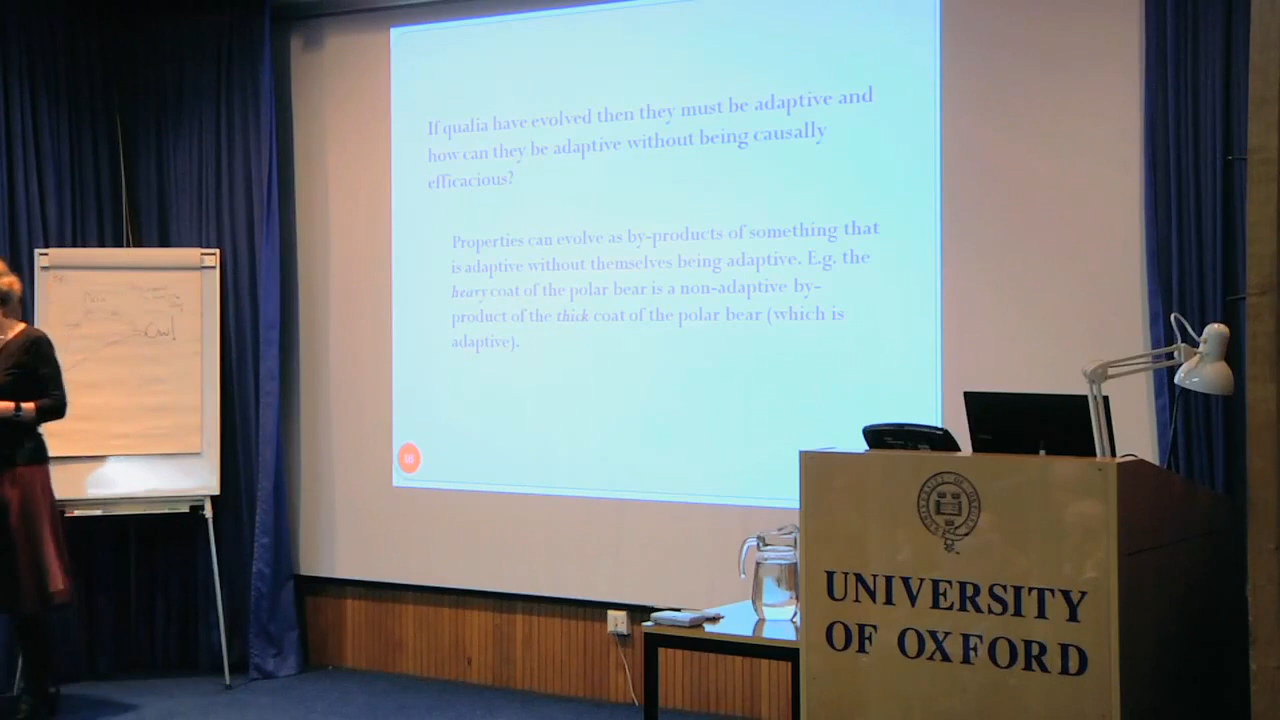 If qualia have evolved then they must be adaptive and
how can they be adaptive without being causally
efficacious?
Properties can evolve as by-products of something that
is adaptive without themselves being adaptive. E.g. the
heavy coat of the polar bear is a non-adaptive by-
product of the thick coat of the polar bear (which is
adaptive).
UNIVERSITY
OF OXFORD